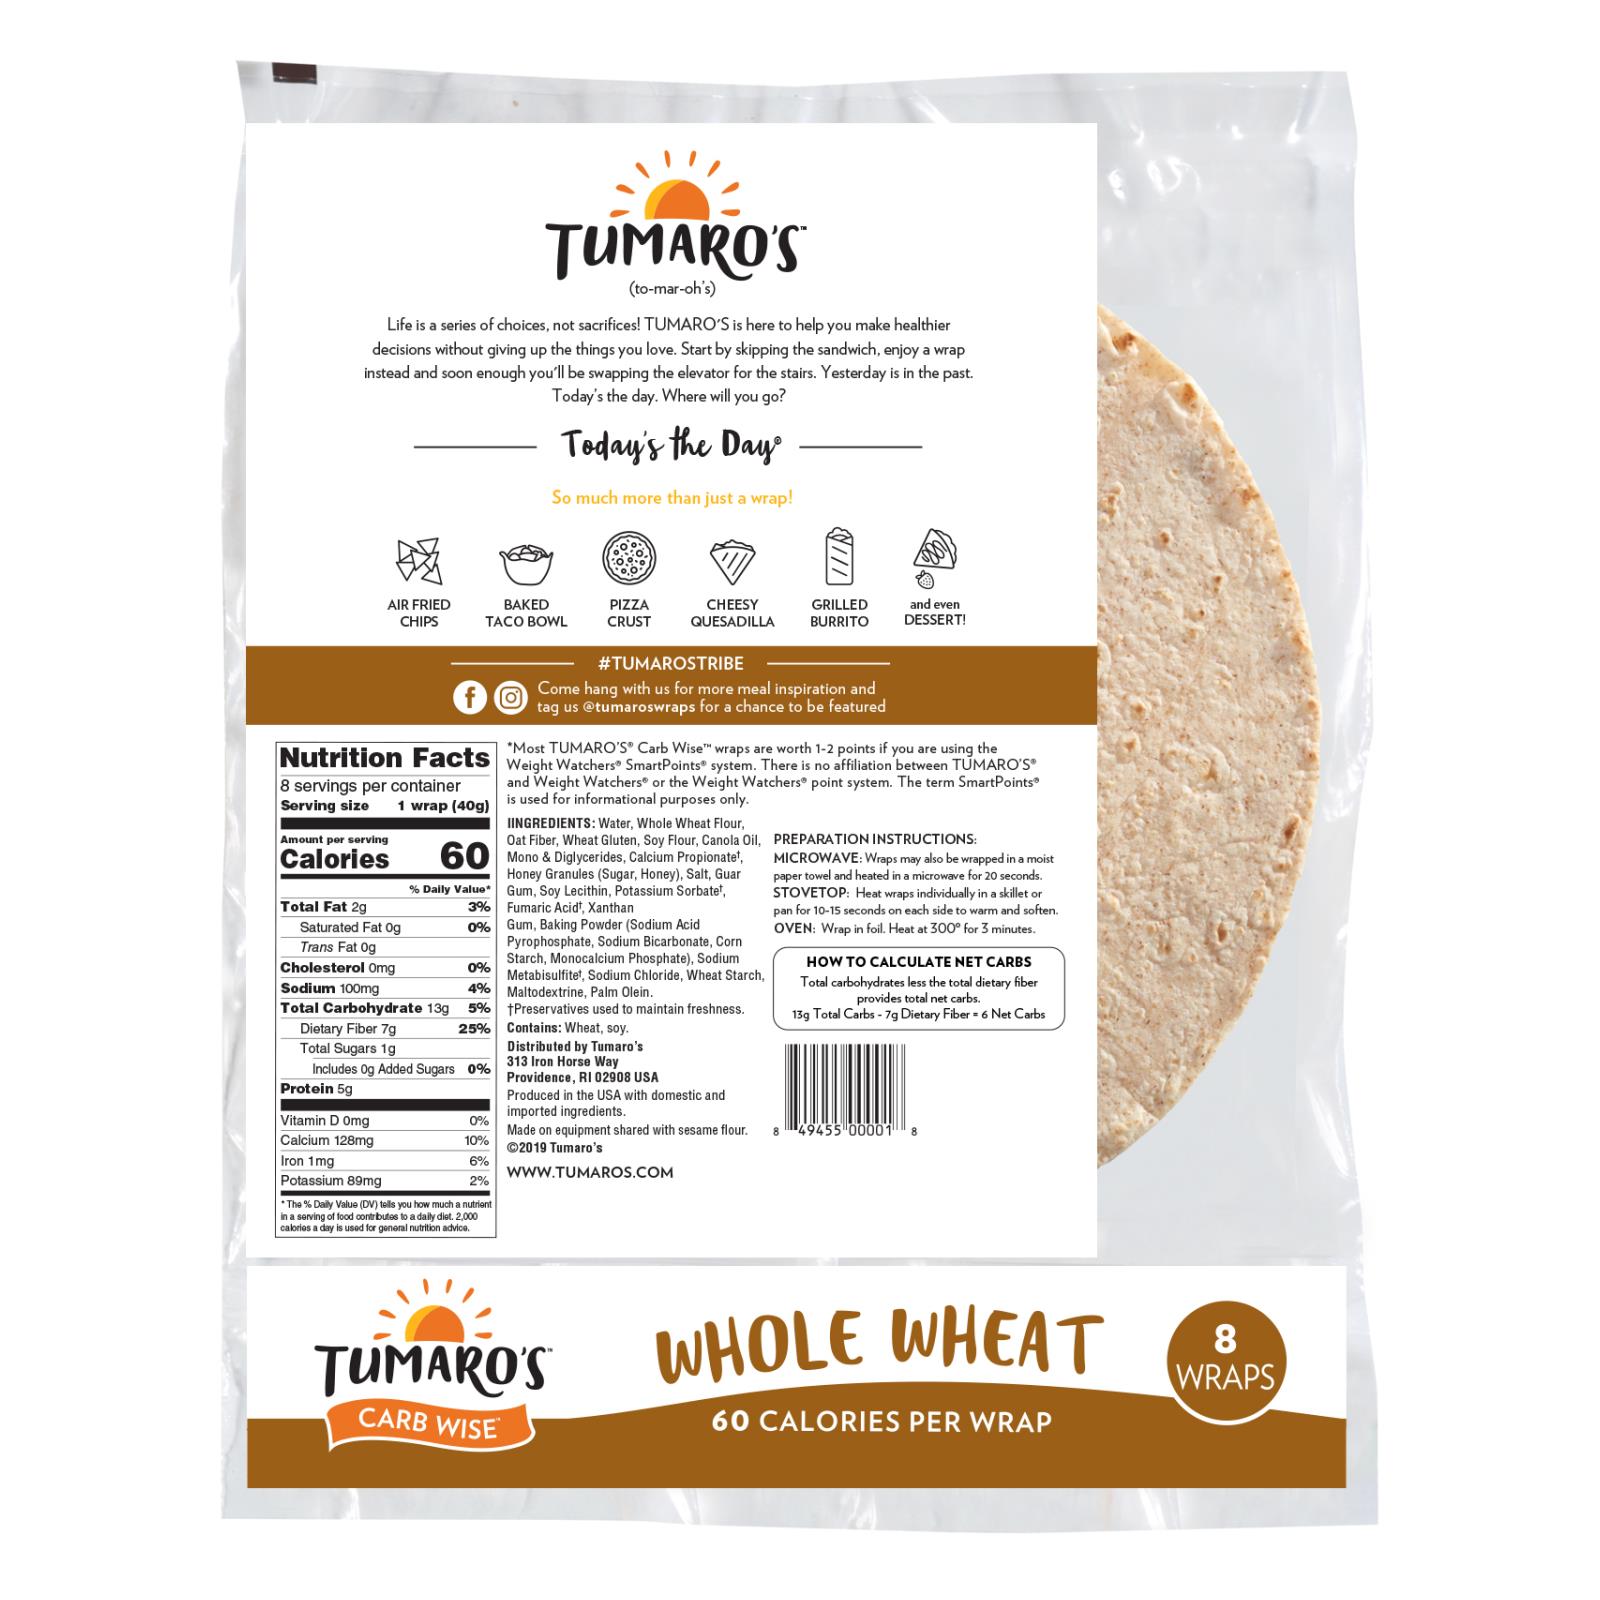 TUMARO'S™
(to-mar-oh's)
Life is a series of choices, not sacrifices! TUMARO'S is here to help you make healthier
decisions without giving up the things you love. Start by skipping the sandwich, enjoy a wrap
instead and soon enough you'll be swapping the elevator for the stairs. Yesterday is in the past.
Today's the day. Where will you go?
Today's the Day®
So much more than just a wrap!
AIR FRIED
CHIPS
BAKED
TACO BOWL
PIZZA
CRUST
CHEESY
QUESADILLA
GRILLED
BURRITO
and even
DESSERT!
#TUMAROSTRIBE
Come hang with us for more meal inspiration and
tag us @tumaroswraps for a chance to be featured
Nutrition Facts
8 servings per container
Serving size 1 wrap (40g)
Amount per serving
Calories 60
% Daily Value*
Total Fat 2g 3%
Saturated Fat 0g 0%
Trans Fat 0g
Cholesterol 0mg 0%
Sodium 100mg 4%
Total Carbohydrate 13g 5%
Dietary Fiber 7g 25%
Total Sugars 1g
Includes 0g Added Sugars 0%
Protein 5g
Vitamin D 0mg 0%
Calcium 128mg 10%
Iron 1mg 6%
Potassium 89mg 2%
* The % Daily Value (DV) tells you how much a nutrient
in a serving of food contributes to a daily diet. 2,000
calories a day is used for general nutrition advice.
*Most TUMARO'S® Carb Wise™ wraps are worth 1-2 points if you are using the
Weight Watchers® SmartPoints® system. There is no affiliation between TUMARO'S®
and Weight Watchers® or the Weight Watchers® point system. The term SmartPoints®
is used for informational purposes only.
IINGREDIENTS: Water, Whole Wheat Flour,
Oat Fiber, Wheat Gluten, Soy Flour, Canola Oil,
Mono & Diglycerides, Calcium Propionate†,
Honey Granules (Sugar, Honey), Salt, Guar
Gum, Soy Lecithin, Potassium Sorbate†,
Fumaric Acid†, Xanthan
Gum, Baking Powder (Sodium Acid
Pyrophosphate, Sodium Bicarbonate, Corn
Starch, Monocalcium Phosphate), Sodium
Metabisulfite†, Sodium Chloride, Wheat Starch,
Maltodextrine, Palm Olein.
†Preservatives used to maintain freshness.
Contains: Wheat, soy.
Distributed by Tumaro's
313 Iron Horse Way
Providence, RI 02908 USA
Produced in the USA with domestic and
imported ingredients.
Made on equipment shared with sesame flour.
©2019 Tumaro's
WWW.TUMAROS.COM
PREPARATION INSTRUCTIONS:
MICROWAVE: Wraps may also be wrapped in a moist
paper towel and heated in a microwave for 20 seconds.
STOVETOP: Heat wraps individually in a skillet or
pan for 10-15 seconds on each side to warm and soften.
OVEN: Wrap in foil. Heat at 300° for 3 minutes.
HOW TO CALCULATE NET CARBS
Total carbohydrates less the total dietary fiber
provides total net carbs.
13g Total Carbs - 7g Dietary Fiber = 6 Net Carbs
8 49455 00001 8
TUMARO'S™
CARB WISE™
WHOLE WHEAT
60 CALORIES PER WRAP
8
WRAPS